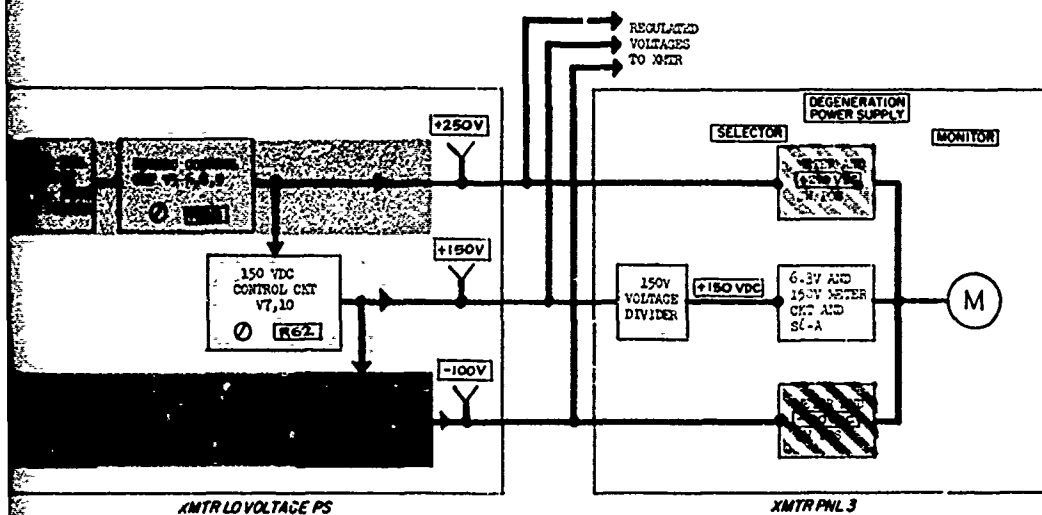 REGULATED
VOLTAGES
TO XMTR
DEGENERATION
POWER SUPPLY
SELECTOR
MONITOR
+250V
+150V
150 VDC
CONTROL CKT
V7,10
R62
150V
VOLTAGE
DIVIDER
+150 VDC
6.3V AND
150V METER
CKT AND
S6-A
M
-100V
XMTR LO VOLTAGE PS
XMTR PNL 3